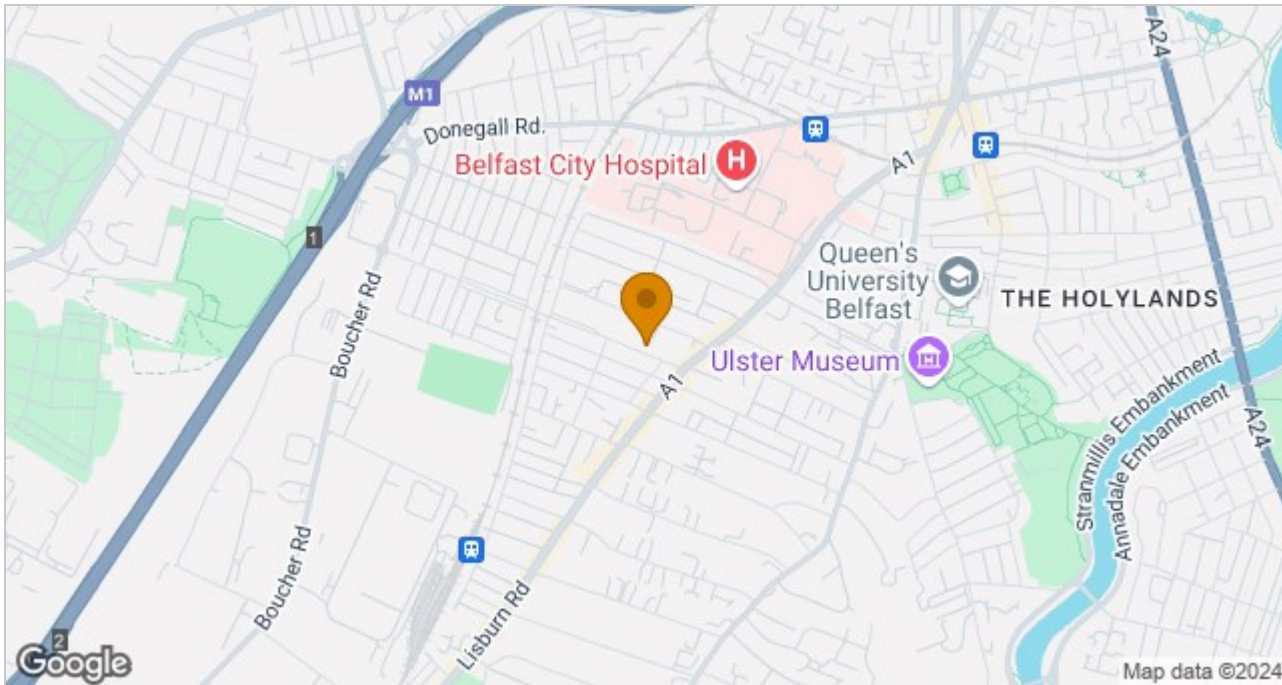 A24
M1
Donegall Rd.
Belfast City Hospital
H
A1
1
Boucher Rd
Queen's
University
Belfast
THE HOLYLANDS
Ulster Museum
A1
Stranmillis Embankment
Annadale Embankment
A24
Boucher Rd
Lisburn Rd
2
Google
Map data ©2024